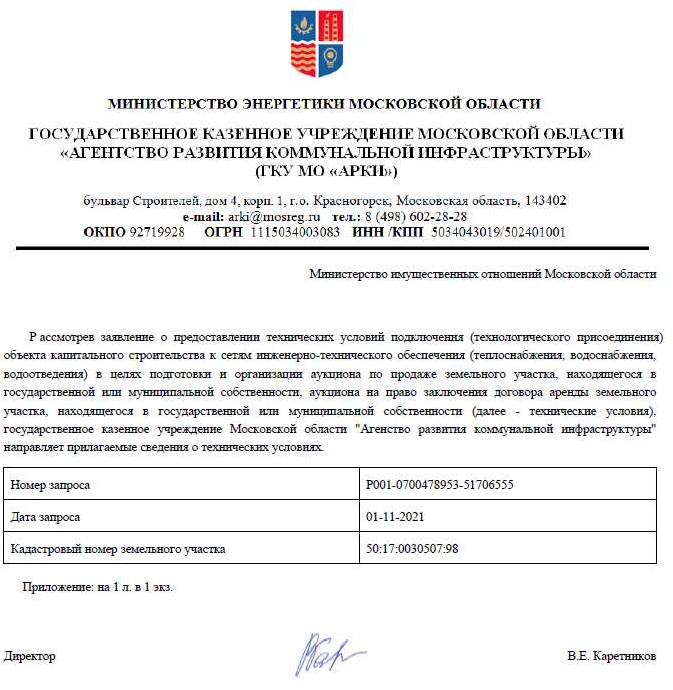 МИНИСТЕРСТВО ЭНЕРГЕТИКИ МОСКОВСКОЙ ОБЛАСТИ
ГОСУДАРСТВЕННОЕ КАЗЕННОЕ УЧРЕЖДЕНИЕ МОСКОВСКОЙ ОБЛАСТИ
«АГЕНТСТВО РАЗВИТИЯ КОММУНАЛЬНОЙ ИНФРАСТРУКТУРЫ»
(ГКУ МО «АРКИ»)
бульвар Строителей, дом 4, корп. 1, г.о. Красногорск, Московская область, 143402
e-mail: arki@mosreg.ru тел.: 8 (498) 602-28-28
ОКПО 92719928 ОГРН 1115034003083 ИНН /КПП 5034043019/502401001
Министерство имущественных отношений Московской области
Рассмотрев заявление о предоставлении технических условий подключения (технологического присоединения)
объекта капитального строительства к сетям инженерно-технического обеспечения (теплоснабжения, водоснабжения,
водоотведения) в целях подготовки и организации аукциона по продаже земельного участка, находящегося в
государственной или муниципальной собственности, аукциона на право заключения договора аренды земельного
участка, находящегося в государственной или муниципальной собственности (далее - технические условия),
государственное казенное учреждение Московской области "Агенство развития коммунальной инфраструктуры"
направляет прилагаемые сведения о технических условиях.
Номер запроса P001-0700478953-51706555
Дата запроса 01-11-2021
Кадастровый номер земельного участка 50:17:0030507:98
Приложение: на 1 л. в 1 экз.
Директор В.Е. Каретников